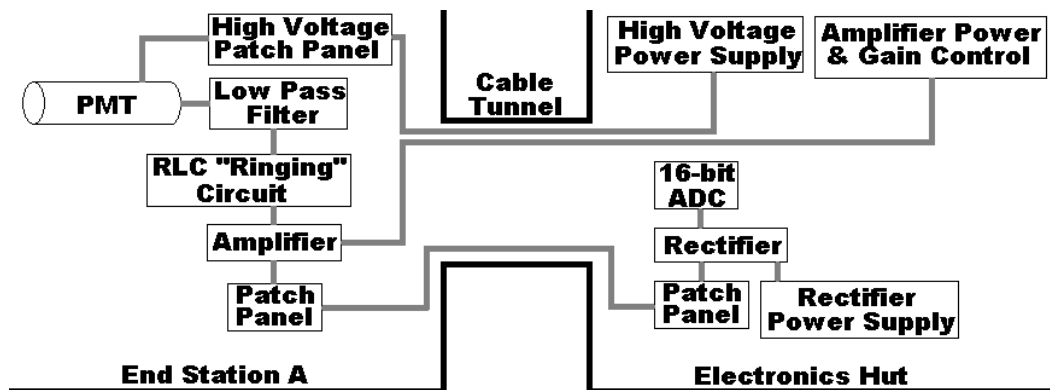 High Voltage
Patch Panel
PMT
Low Pass
Filter
RLC "Ringing"
Circuit
Amplifier
Patch
Panel
End Station A
Cable
Tunnel
High Voltage
Power Supply
Amplifier Power
& Gain Control
16-bit
ADC
Rectifier
Patch
Panel
Rectifier
Power Supply
Electronics Hut